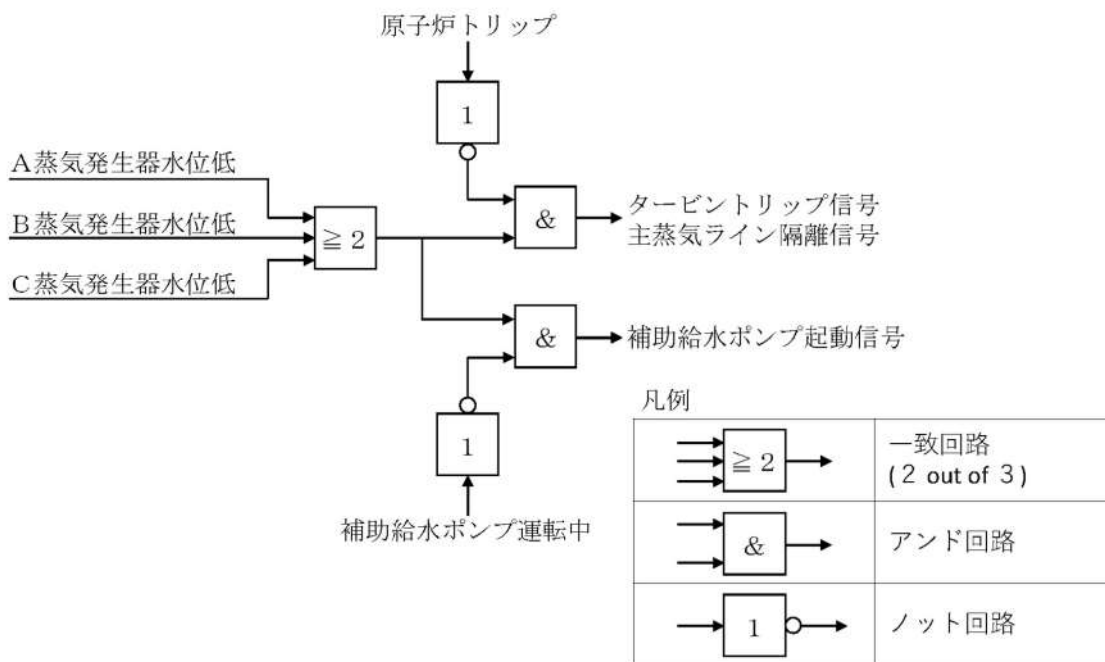 原子炉トリップ
1
A蒸気発生器水位低
B蒸気発生器水位低
C蒸気発生器水位低
≧2
&
タービントリップ信号
主蒸気ライン隔離信号
&
補助給水ポンプ起動信号
1
補助給水ポンプ運転中
凡例
≧2
一致回路
(2 out of 3)
&
アンド回路
1
ノット回路